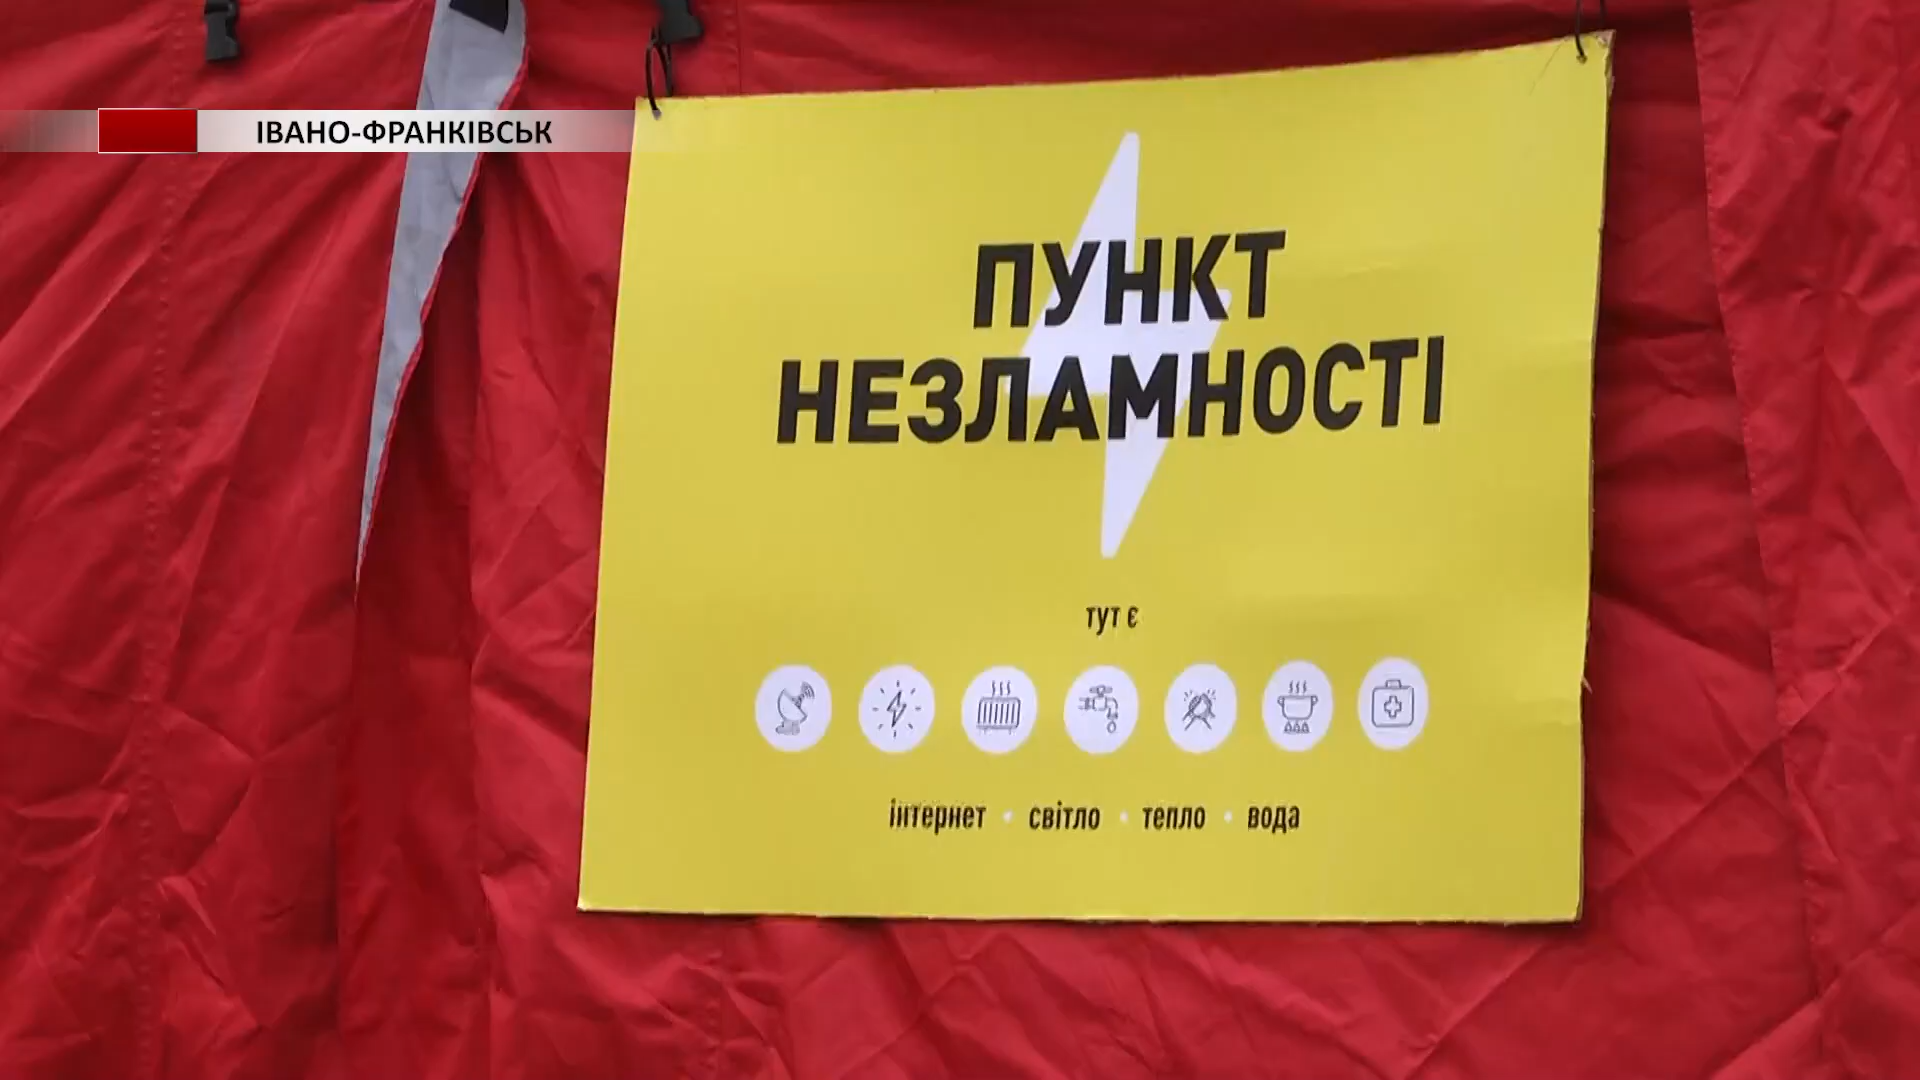 ІВАНО-ФРАНКІВСЬК
ПУНКТ
НЕЗЛАМНОСТІ
тут є
інтернет • світло • тепло • вода